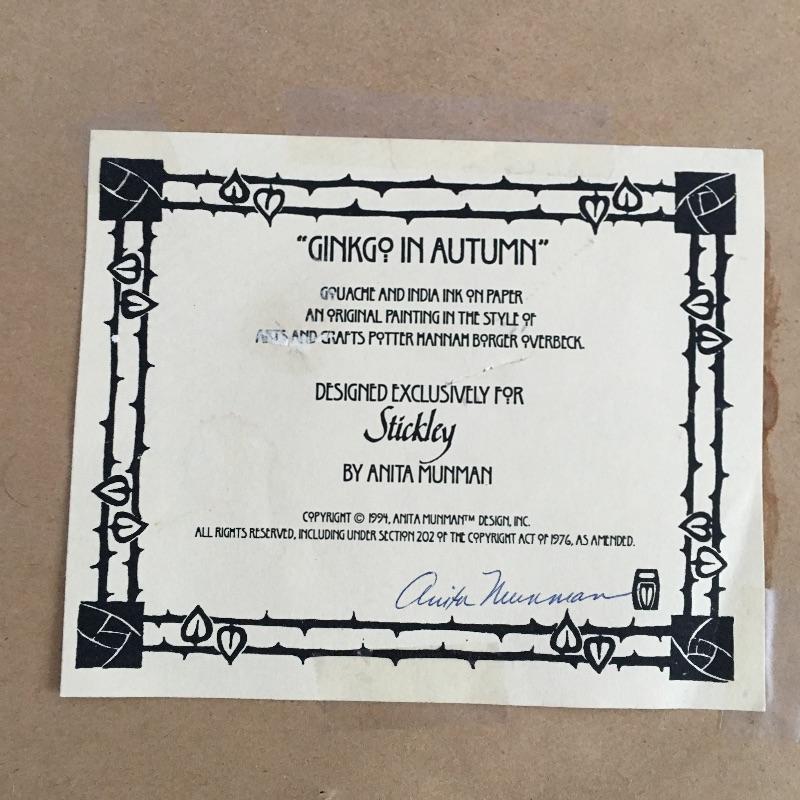 "GINKGO IN AUTUMN"
GOUACHE AND INDIA INK ON PAPER
AN ORIGINAL PAINTING IN THE STYLE OF
ARTS AND CRAFTS POTTER HANNAH BORGER OVERBECK.
DESIGNED EXCLUSIVELY FOR
Stickley
BY ANITA MUNMAN
COPYRIGHT © 1994, ANITA MUNMAN™ DESIGN, INC.
ALL RIGHTS RESERVED, INCLUDING UNDER SECTION 202 OF THE COPYRIGHT ACT OF 1976, AS AMENDED.
Anita Munman